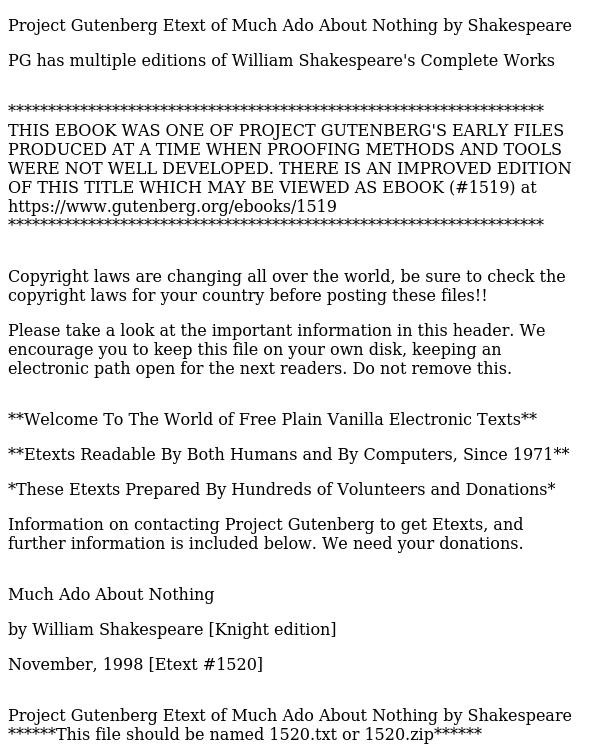 Project Gutenberg Etext of Much Ado About Nothing by Shakespeare
PG has multiple editions of William Shakespeare's Complete Works
*******************************************************************
THIS EBOOK WAS ONE OF PROJECT GUTENBERG'S EARLY FILES
PRODUCED AT A TIME WHEN PROOFING METHODS AND TOOLS
WERE NOT WELL DEVELOPED. THERE IS AN IMPROVED EDITION
OF THIS TITLE WHICH MAY BE VIEWED AS EBOOK (#1519) at
https://www.gutenberg.org/ebooks/1519
*******************************************************************
Copyright laws are changing all over the world, be sure to check the
copyright laws for your country before posting these files!!
Please take a look at the important information in this header. We
encourage you to keep this file on your own disk, keeping an
electronic path open for the next readers. Do not remove this.
**Welcome To The World of Free Plain Vanilla Electronic Texts**
**Etexts Readable By Both Humans and By Computers, Since 1971**
*These Etexts Prepared By Hundreds of Volunteers and Donations*
Information on contacting Project Gutenberg to get Etexts, and
further information is included below. We need your donations.
Much Ado About Nothing
by William Shakespeare [Knight edition]
November, 1998 [Etext #1520]
Project Gutenberg Etext of Much Ado About Nothing by Shakespeare
******This file should be named 1520.txt or 1520.zip******